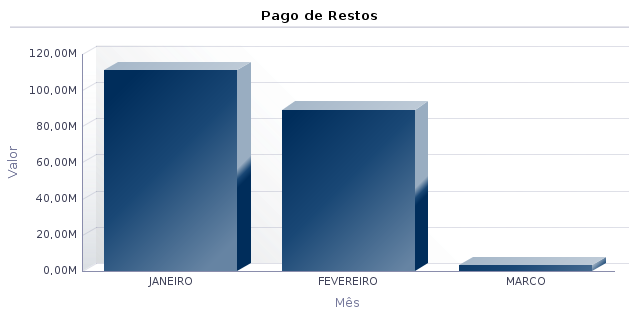 Pago de Restos
120,00M
100,00M
80,00M
60,00M
40,00M
20,00M
0,00M
Valor
JANEIRO FEVEREIRO MARCO
Mês